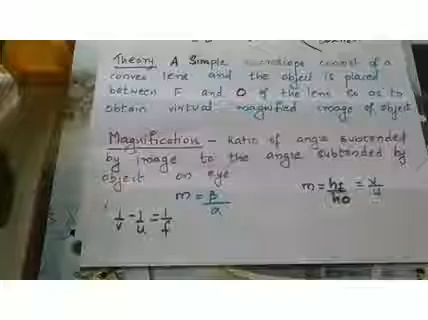 Theory: A Simple microscope consist of a
convex lens and the object is placed
between F and O of the lens so as to
obtain virtual magnified image of object
Magnification - Ratio of angle subtended
by image to the angle subtended by
object on eye
m = β/α m = hI/ho = v/u
1/v - 1/u = 1/f